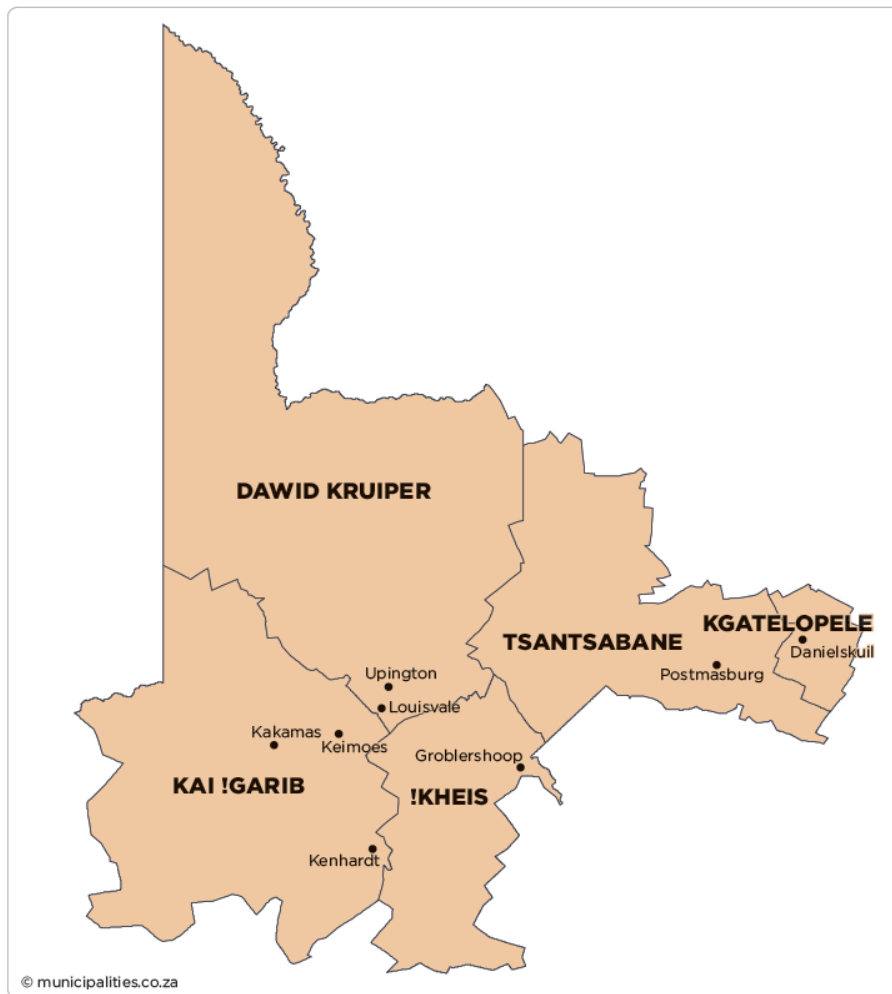 DAWID KRUIPER
KGATELOPELE
TSANTSABANE
Danielskuil
Postmasburg
Upington
Louisvale
Kakamas
Keimoes
Groblershoop
KAI !GARIB
!KHEIS
Kenhardt
© municipalities.co.za